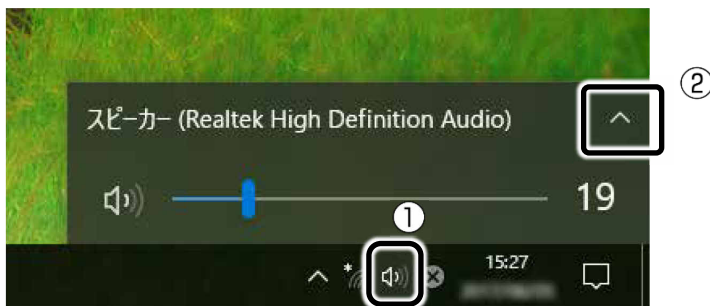 ②
スピーカー (Realtek High Definition Audio)
19
①
15:27